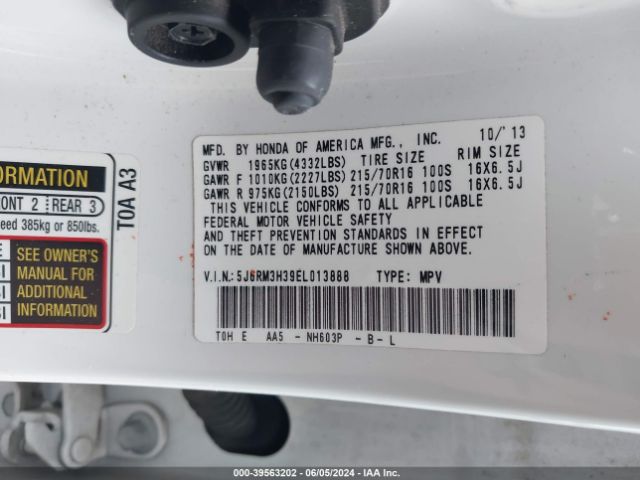 ORMATION
ONT 2 REAR 3
eed 385kg or 850lbs.
SEE OWNER'S
MANUAL FOR
ADDITIONAL
INFORMATION
TOA A3
MFD. BY HONDA OF AMERICA MFG., INC. 10/'13
GVWR 1965KG(4332LBS) TIRE SIZE RIM SIZE
GAWR F 1010KG(2227LBS) 215/70R16 100S 16X6.5J
GAWR R 975KG(2150LBS) 215/70R16 100S 16X6.5J
THIS VEHICLE CONFORMS TO ALL APPLICABLE
FEDERAL MOTOR VEHICLE SAFETY
AND THEFT PREVENTION STANDARDS IN EFFECT
ON THE DATE OF MANUFACTURE SHOWN ABOVE.
V.I.N.:5J6RM3H39EL013888 TYPE: MPV
TOH E AA5 - NH603P - B - L
000-39563202 - 06/05/2024 - IAA Inc.